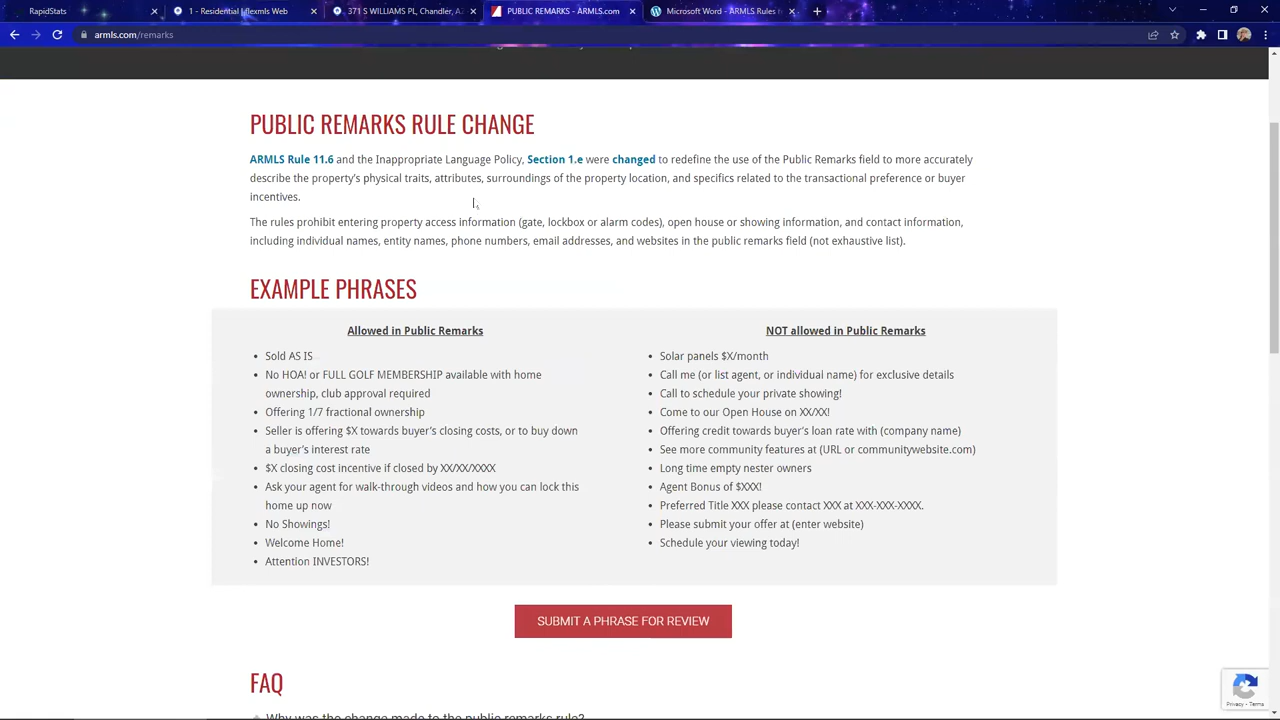 RapidStats
1 - Residential | flexmls Web
371 S WILLIAMS PL, Chandler, AZ
PUBLIC REMARKS - ARMLS.com
Microsoft Word - ARMLS Rules r
armls.com/remarks
PUBLIC REMARKS RULE CHANGE
ARMLS Rule 11.6 and the Inappropriate Language Policy, Section 1.e were changed to redefine the use of the Public Remarks field to more accurately
describe the property's physical traits, attributes, surroundings of the property location, and specifics related to the transactional preference or buyer
incentives.
The rules prohibit entering property access information (gate, lockbox or alarm codes), open house or showing information, and contact information,
including individual names, entity names, phone numbers, email addresses, and websites in the public remarks field (not exhaustive list).
EXAMPLE PHRASES
Allowed in Public Remarks
• Sold AS IS
• No HOA! or FULL GOLF MEMBERSHIP available with home
ownership, club approval required
• Offering 1/7 fractional ownership
• Seller is offering $X towards buyer's closing costs, or to buy down
a buyer's interest rate
• $X closing cost incentive if closed by XX/XX/XXXX
• Ask your agent for walk-through videos and how you can lock this
home up now
• No Showings!
• Welcome Home!
• Attention INVESTORS!
NOT allowed in Public Remarks
• Solar panels $X/month
• Call me (or list agent, or individual name) for exclusive details
• Call to schedule your private showing!
• Come to our Open House on XX/XX!
• Offering credit towards buyer's loan rate with (company name)
• See more community features at (URL or communitywebsite.com)
• Long time empty nester owners
• Agent Bonus of $XXX!
• Preferred Title XXX please contact XXX at XXX-XXX-XXXX.
• Please submit your offer at (enter website)
• Schedule your viewing today!
SUBMIT A PHRASE FOR REVIEW
FAQ
Why was the change made to the public remarks rule?
Privacy - Terms